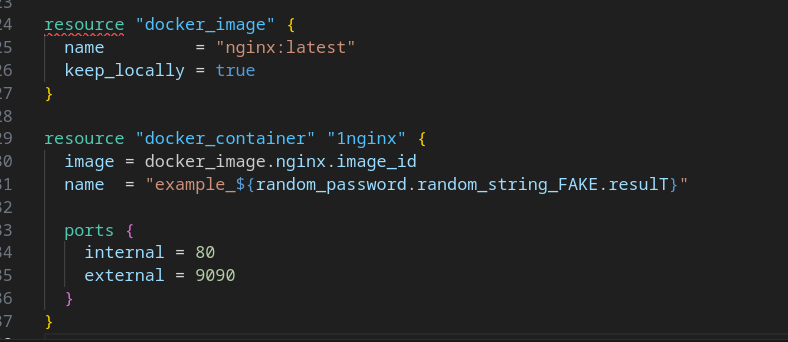 24 resource "docker_image" {
25 name         = "nginx:latest"
26 keep_locally = true
27 }
28
29 resource "docker_container" "1nginx" {
30 image = docker_image.nginx.image_id
31 name  = "example_${random_password.random_string_FAKE.resulT}"
32
33 ports {
34 internal = 80
35 external = 9090
36 }
37 }